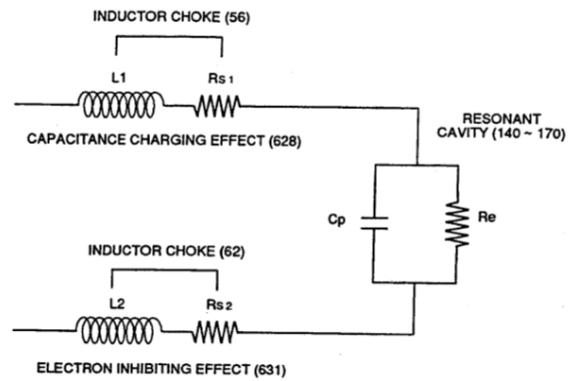 INDUCTOR CHOKE (56)
L1
Rs1
CAPACITANCE CHARGING EFFECT (628)
RESONANT
CAVITY (140 ~ 170)
Cp
Re
INDUCTOR CHOKE (62)
L2
Rs2
ELECTRON INHIBITING EFFECT (631)